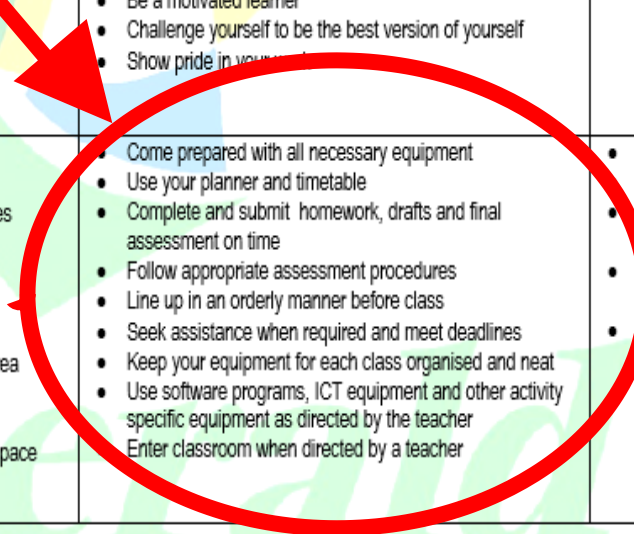 • Be a motivated learner
• Challenge yourself to be the best version of yourself
• Show pride in your
• Come prepared with all necessary equipment
• Use your planner and timetable
es
• Complete and submit homework, drafts and final
assessment on time
• Follow appropriate assessment procedures
• Line up in an orderly manner before class
• Seek assistance when required and meet deadlines
rea
• Keep your equipment for each class organised and neat
• Use software programs, ICT equipment and other activity
specific equipment as directed by the teacher
pace
Enter classroom when directed by a teacher
erald